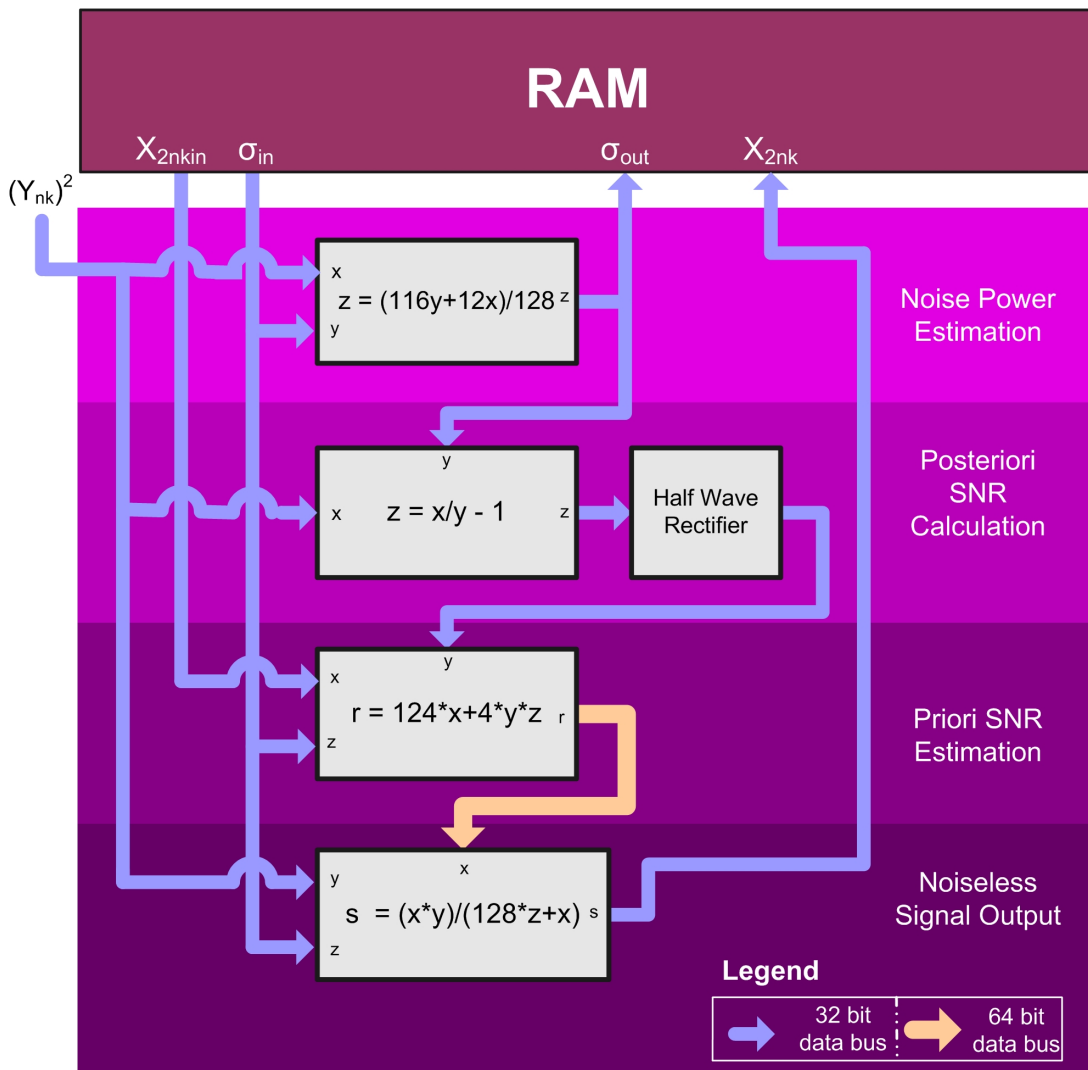 RAM
X₂ₙₖᵢₙ σᵢₙ σₒᵤₜ X₂ₙₖ
(Yₙₖ)²
x
z = (116y+12x)/128 z
y
Noise Power
Estimation
y
x z = x/y - 1 z
Half Wave
Rectifier
Posteriori
SNR
Calculation
y
x
r = 124*x+4*y*z r
z
Priori SNR
Estimation
x
y
s = (x*y)/(128*z+x) s
z
Noiseless
Signal Output
Legend
32 bit
data bus
64 bit
data bus